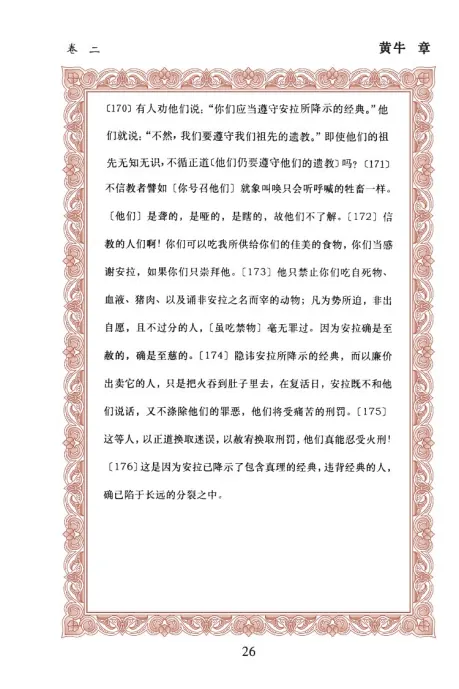 卷 二
黄牛 章
〔170〕有人劝他们说：“你们应当遵守安拉所降示的经典。”他
们就说：“不然，我们要遵守我们祖先的遗教。”即使他们的祖
先无知无识，不循正道〔他们仍要遵守他们的遗教〕吗？〔171〕
不信教者譬如〔你号召他们〕就象叫唤只会听呼喊的牲畜一样。
〔他们〕是聋的，是哑的，是瞎的，故他们不了解。〔172〕信
教的人们啊！你们可以吃我所供给你们的佳美的食物，你们当感
谢安拉，如果你们只崇拜他。〔173〕他只禁止你们吃自死物、
血液、猪肉、以及诵非安拉之名而宰的动物；凡为势所迫，非出
自愿，且不过分的人，〔虽吃禁物〕毫无罪过。因为安拉确是至
赦的，确是至慈的。〔174〕隐讳安拉所降示的经典，而以廉价
出卖它的人，只是把火吞到肚子里去，在复活日，安拉既不和他
们说话，又不涤除他们的罪恶，他们将受痛苦的刑罚。〔175〕
这等人，以正道换取迷误，以赦宥换取刑罚，他们真能忍受火刑！
〔176〕这是因为安拉已降示了包含真理的经典，违背经典的人，
确已陷于长远的分裂之中。
26